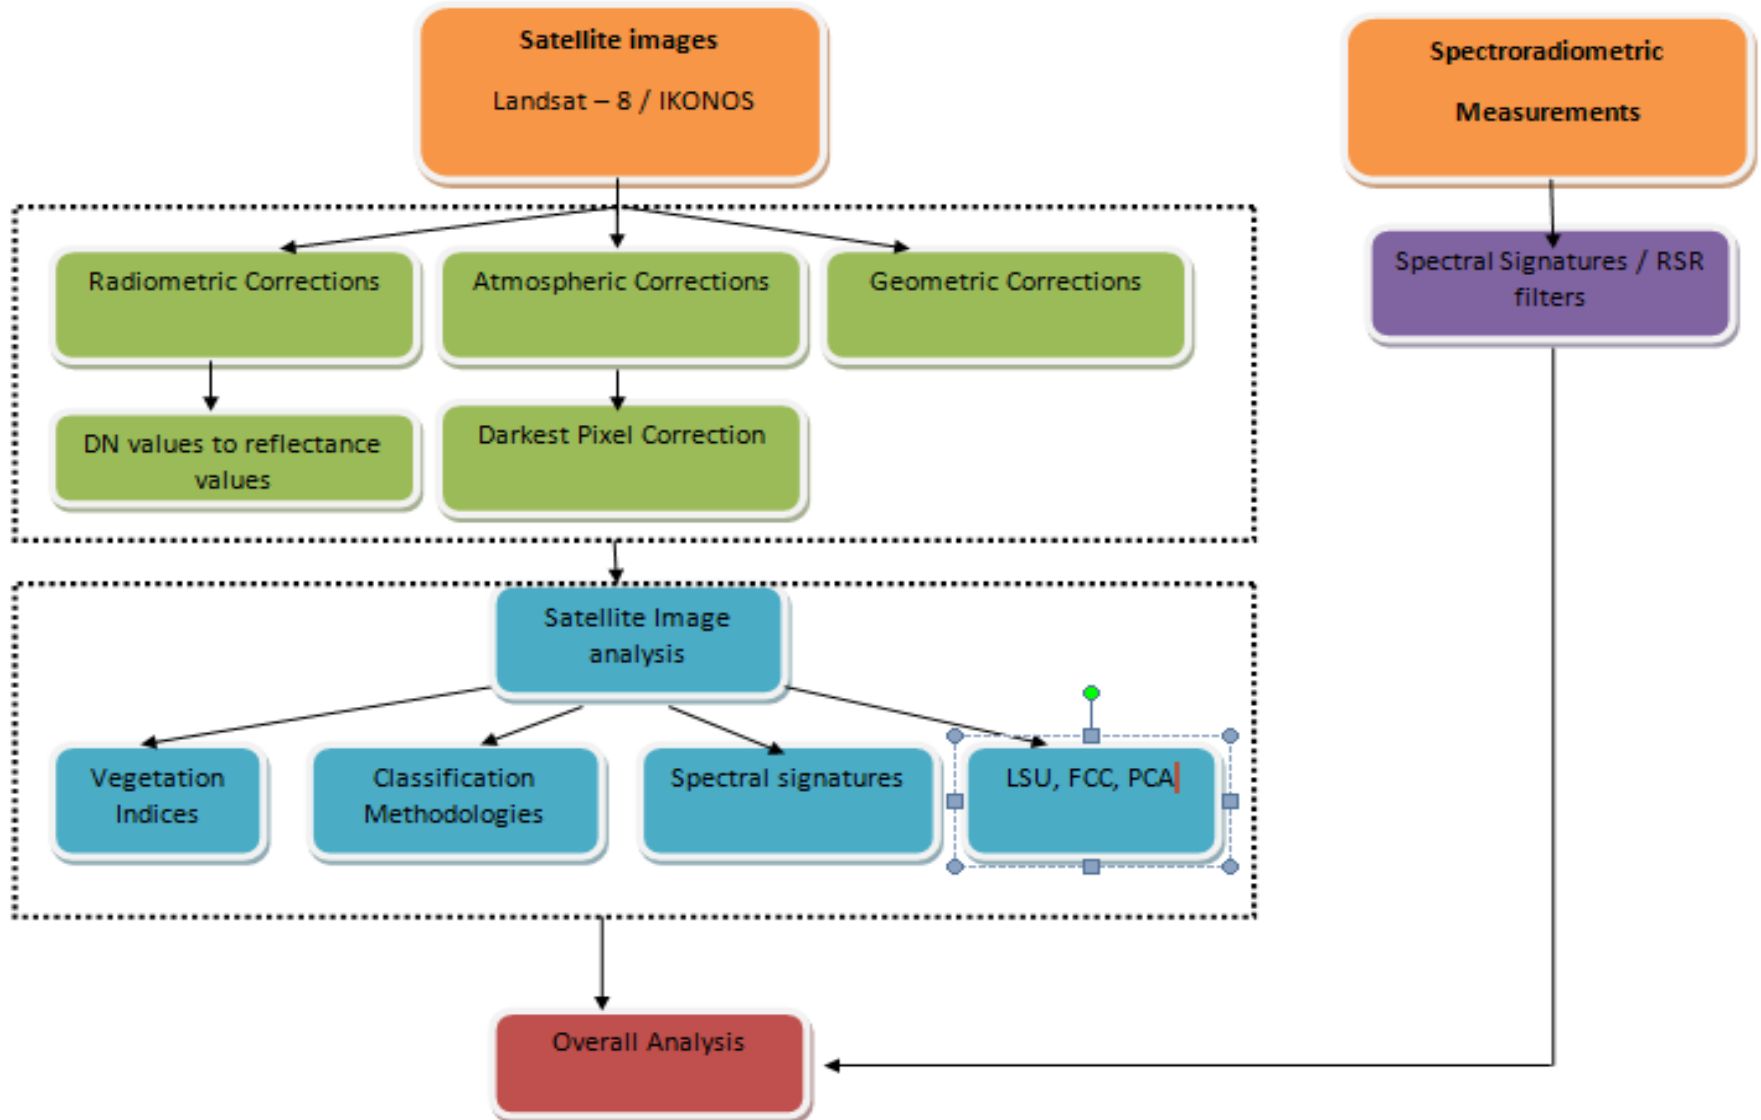 Satellite images
Landsat – 8 / IKONOS
Spectroradiometric
Measurements
Radiometric Corrections
Atmospheric Corrections
Geometric Corrections
Spectral Signatures / RSR
filters
DN values to reflectance
values
Darkest Pixel Correction
Satellite Image
analysis
Vegetation
Indices
Classification
Methodologies
Spectral signatures
LSU, FCC, PCA
Overall Analysis